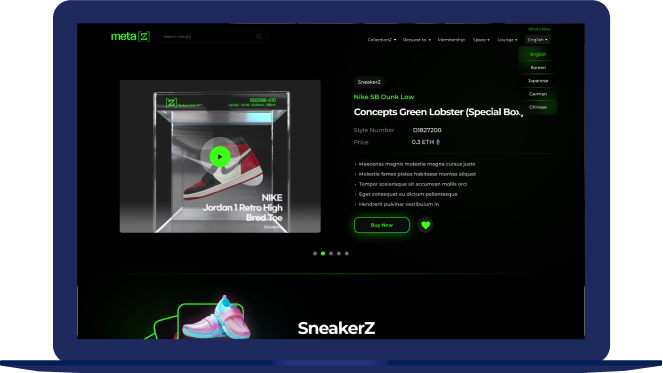 What's New
meta[Z]
Search meta[z]
CollectionZ
Request to
Membership
Space
Lounge
English
English
Korean
Japanese
German
Chinese
[Z]
NIKE
Jordan 1 Retro High
Bred Toe
SneakerZ
Nike SB Dunk Low
Concepts Green Lobster (Special Box)
Style Number D1827200
Price 0.3 ETH
• Maecenas magnis molestie magna cursus justo
• Molestie fames platea habitasse montes aliquet
• Tempor scelerisque sit accumsan mollis orci
• Eget consequat eu dictum pellentesque
• Hendrerit pulvinar vestibulum in
Buy Now
SneakerZ